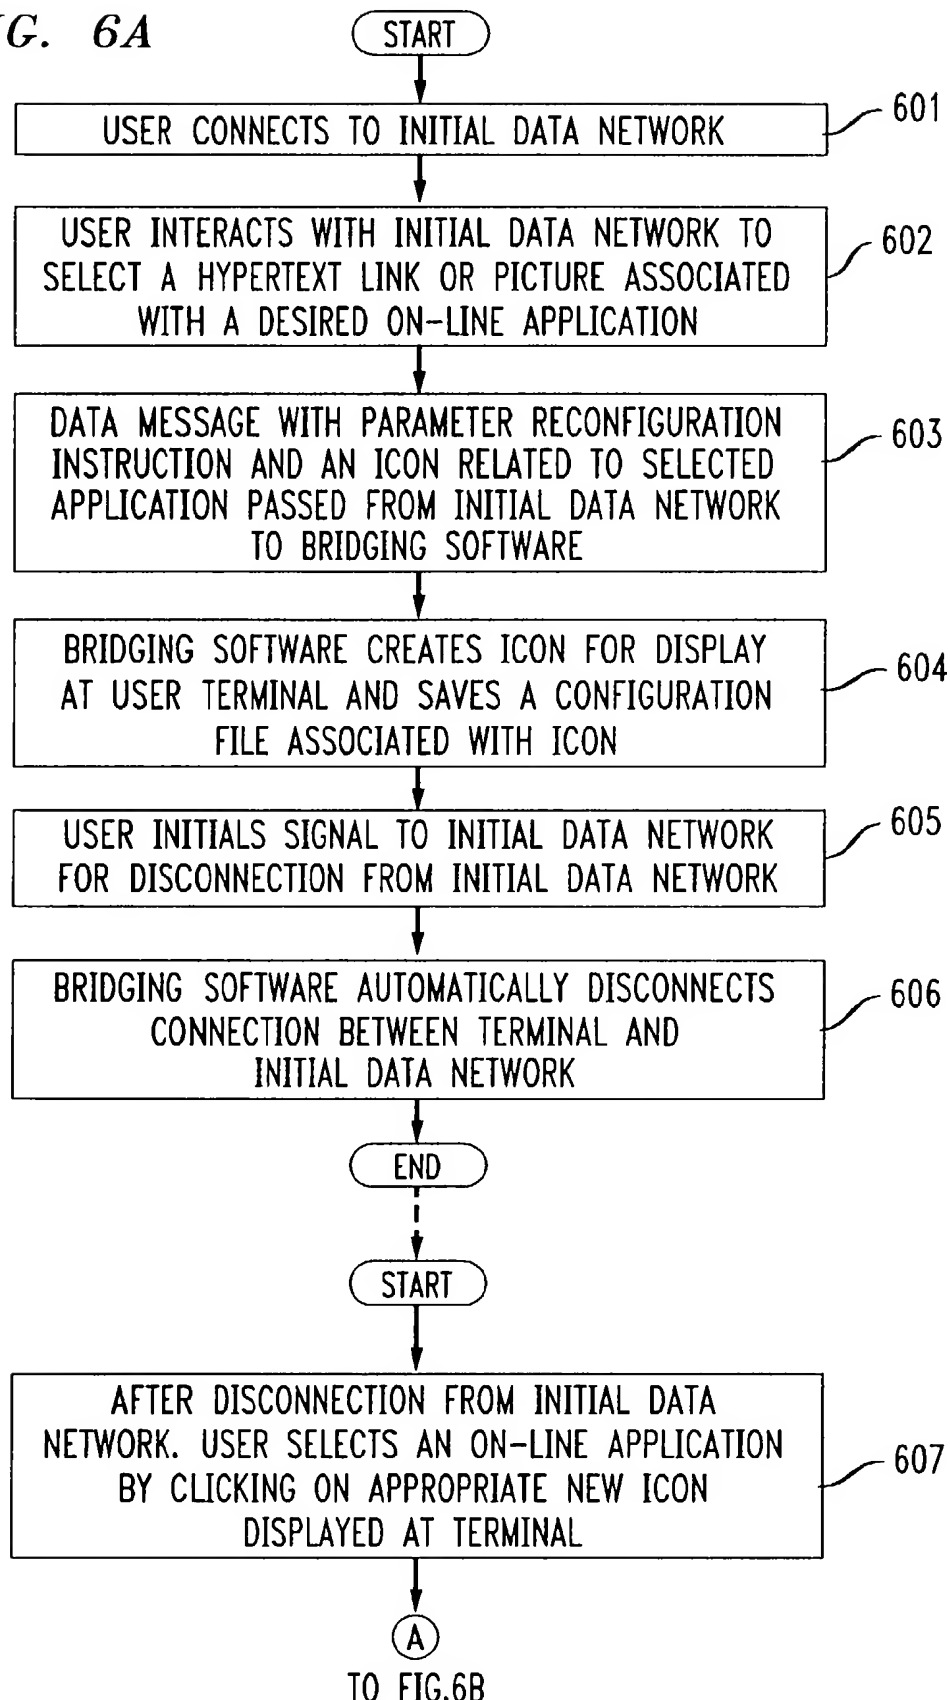 G. 6A
START
USER CONNECTS TO INITIAL DATA NETWORK
601
USER INTERACTS WITH INITIAL DATA NETWORK TO
SELECT A HYPERTEXT LINK OR PICTURE ASSOCIATED
WITH A DESIRED ON-LINE APPLICATION
602
DATA MESSAGE WITH PARAMETER RECONFIGURATION
INSTRUCTION AND AN ICON RELATED TO SELECTED
APPLICATION PASSED FROM INITIAL DATA NETWORK
TO BRIDGING SOFTWARE
603
BRIDGING SOFTWARE CREATES ICON FOR DISPLAY
AT USER TERMINAL AND SAVES A CONFIGURATION
FILE ASSOCIATED WITH ICON
604
USER INITIALS SIGNAL TO INITIAL DATA NETWORK
FOR DISCONNECTION FROM INITIAL DATA NETWORK
605
BRIDGING SOFTWARE AUTOMATICALLY DISCONNECTS
CONNECTION BETWEEN TERMINAL AND
INITIAL DATA NETWORK
606
END
START
AFTER DISCONNECTION FROM INITIAL DATA
NETWORK. USER SELECTS AN ON-LINE APPLICATION
BY CLICKING ON APPROPRIATE NEW ICON
DISPLAYED AT TERMINAL
607
A
TO FIG.6B